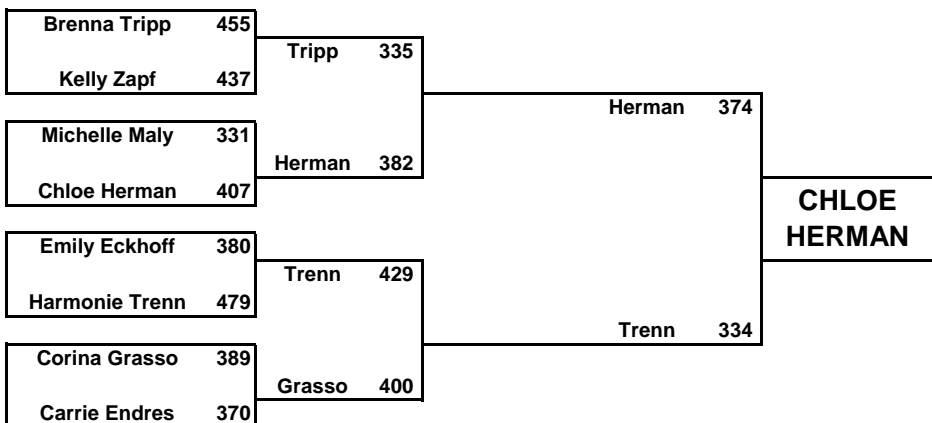 Brenna Tripp 455
Tripp 335
Kelly Zapf 437
Herman 374
Michelle Maly 331
Herman 382
Chloe Herman 407
CHLOE
HERMAN
Emily Eckhoff 380
Trenn 429
Harmonie Trenn 479
Trenn 334
Corina Grasso 389
Grasso 400
Carrie Endres 370